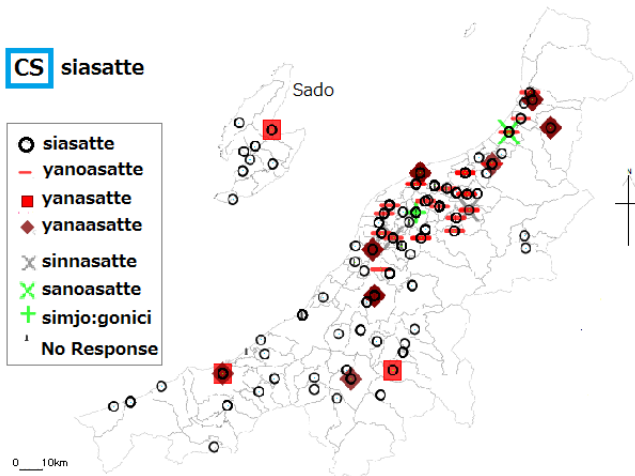 CS siasatte
Sado
siasatte
yanoasatte
yanasatte
yanaasatte
sinnasatte
sanoasatte
simjo:gonici
No Response
N
0 10km